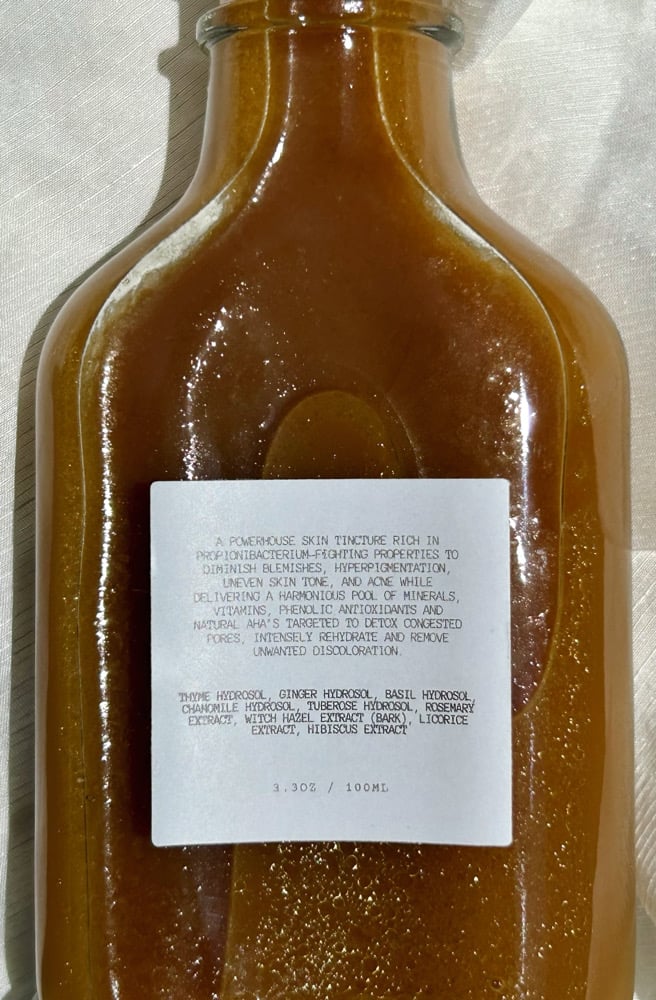 A POWERHOUSE SKIN TINCTURE RICH IN
PROPIONIBACTERIUM-FIGHTING PROPERTIES TO
DIMINISH BLEMISHES, HYPERPIGMENTATION,
UNEVEN SKIN TONE, AND ACNE WHILE
DELIVERING A HARMONIOUS POOL OF MINERALS,
VITAMINS, PHENOLIC ANTIOXIDANTS AND
NATURAL AHA'S TARGETED TO DETOX CONGESTED
PORES, INTENSELY REHYDRATE AND REMOVE
UNWANTED DISCOLORATION.
THYME HYDROSOL, GINGER HYDROSOL, BASIL HYDROSOL,
CHAMOMILE HYDROSOL, TUBEROSE HYDROSOL, ROSEMARY
EXTRACT, WITCH HAZEL EXTRACT (BARK), LICORICE
EXTRACT, HIBISCUS EXTRACT
3.3OZ / 100ML